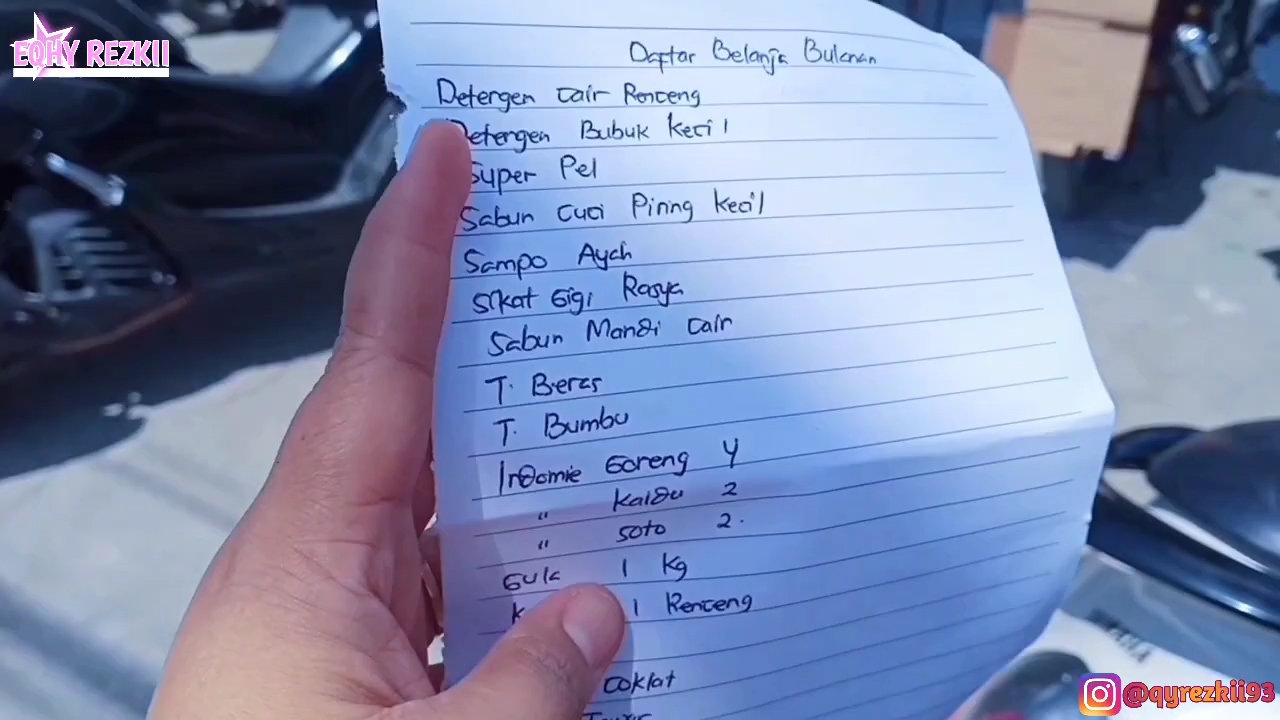 EQHY REZKII
Daftar Belanja Bulanan
Detergen Cair Renceng
Detergen Bubuk Kecil
Super Pel
Sabun Cuci Piring Kecil
Sampo Ayah
Sikat Gigi Rasya
Sabun Mandi Cair
T. Beras
T. Bumbu
Indomie Goreng 4
" Kaldu 2
" Soto 2.
Gula 1 Kg
1 Renceng
Coklat
@qyrezkii93